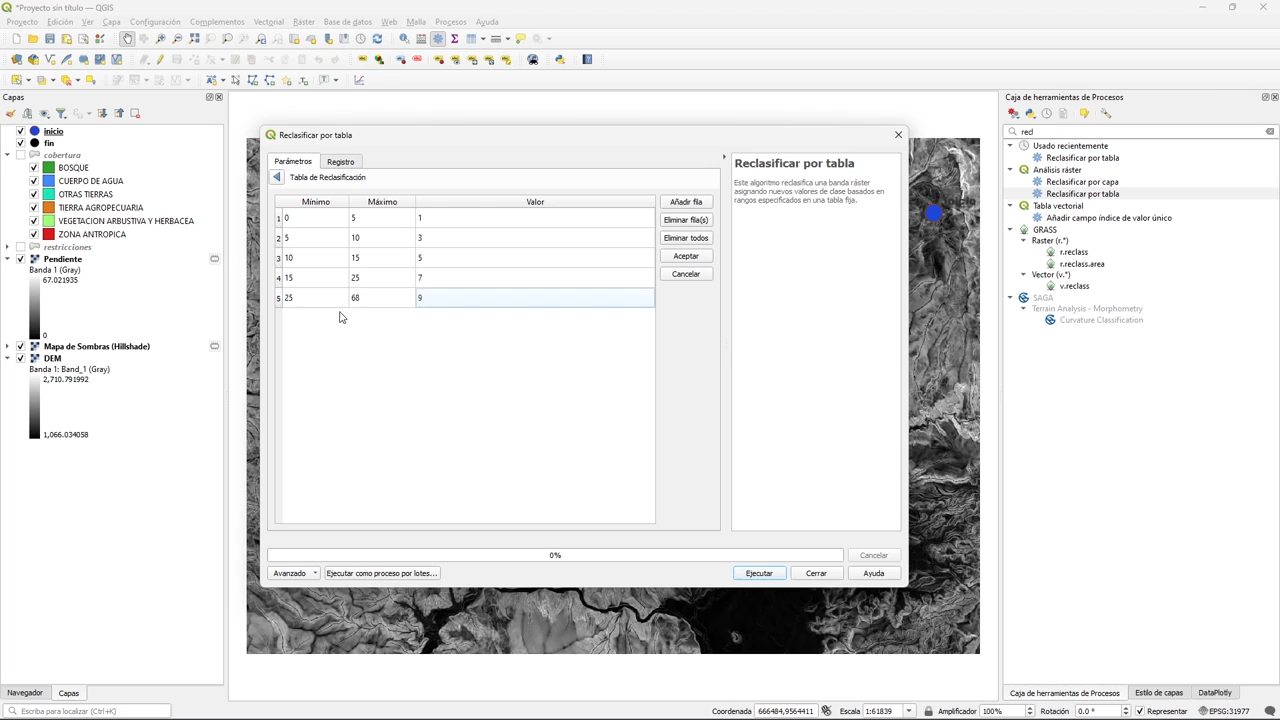 *Proyecto sin título — QGIS
Proyecto Edición Ver Capa Configuración Complementos Vectorial Ráster Base de datos Web Malla Procesos Ayuda
Capas
inicio
fin
cobertura
BOSQUE
CUERPO DE AGUA
OTRAS TIERRAS
TIERRA AGROPECUARIA
VEGETACION ARBUSTIVA Y HERBACEA
ZONA ANTROPICA
restricciones
Pendiente
Banda 1 (Gray)
67.021935
0
Mapa de Sombras (Hillshade)
DEM
Banda 1: Band_1 (Gray)
2,710.791992
1,066.034058
Navegador Capas
Reclasificar por tabla
Parámetros Registro
Tabla de Reclasificación
Mínimo Máximo Valor
1 0 5 1
2 5 10 3
3 10 15 5
4 15 25 7
5 25 68 9
Añadir fila
Eliminar fila(s)
Eliminar todos
Aceptar
Cancelar
Reclasificar por tabla
Este algoritmo reclasifica una banda ráster
asignando nuevos valores de clase basados en
rangos especificados en una tabla fija.
0%
Cancelar
Avanzado Ejecutar como proceso por lotes... Ejecutar Cerrar Ayuda
inicio
Caja de herramientas de Procesos
red
Usado recientemente
Reclasificar por tabla
Análisis ráster
Reclasificar por capa
Reclasificar por tabla
Tabla vectorial
Añadir campo índice de valor único
GRASS
Raster (r.*)
r.reclass
r.reclass.area
Vector (v.*)
v.reclass
SAGA
Terrain Analysis - Morphometry
Curvature Classification
Caja de herramientas de Procesos Estilo de capas DataPlotly
Escriba para localizar (Ctrl+K) Coordenada 666484,9564411 Escala 1:61839 Amplificador 100% Rotación 0.0 ° Representar EPSG:31977